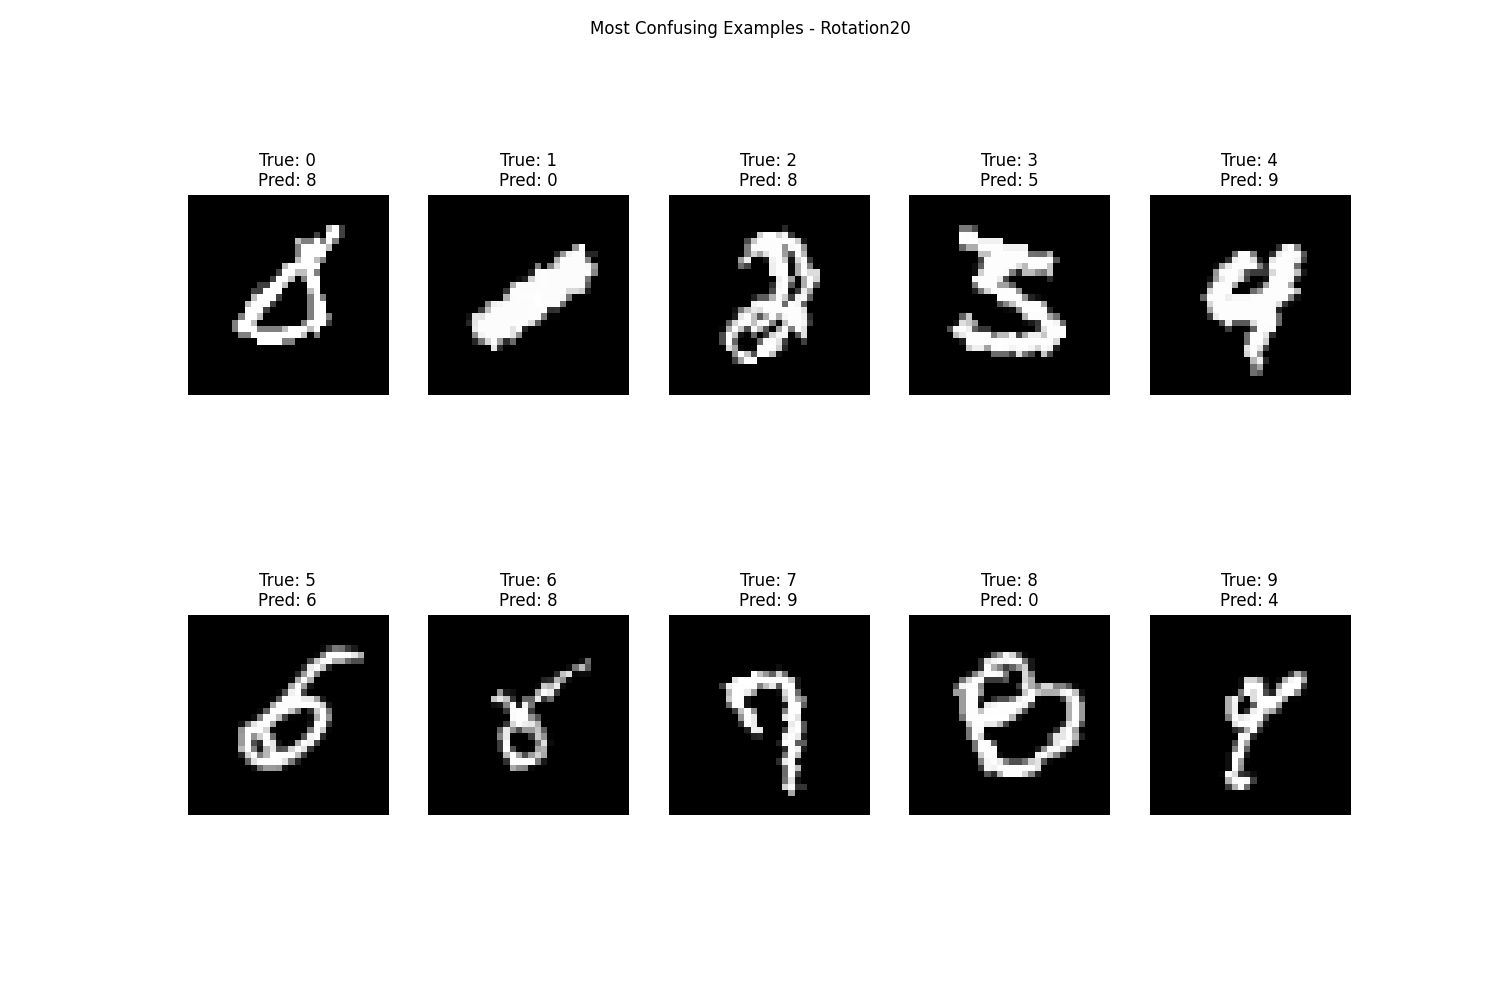 Most Confusing Examples - Rotation20
True: 0 True: 1 True: 2 True: 3 True: 4
Pred: 8 Pred: 0 Pred: 8 Pred: 5 Pred: 9
True: 5 True: 6 True: 7 True: 8 True: 9
Pred: 6 Pred: 8 Pred: 9 Pred: 0 Pred: 4